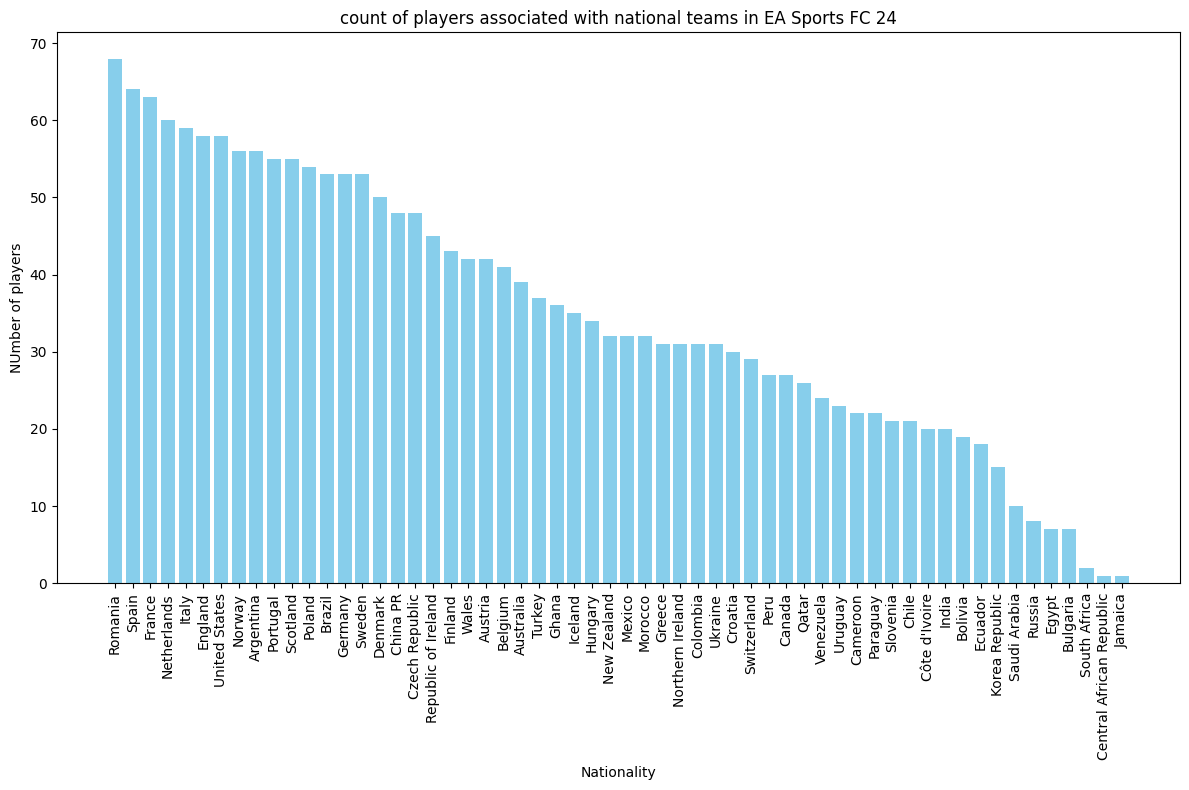 count of players associated with national teams in EA Sports FC 24
NUmber of players
70
60
50
40
30
20
10
0
Romania
Spain
France
Netherlands
Italy
England
United States
Norway
Argentina
Portugal
Scotland
Poland
Brazil
Germany
Sweden
Denmark
China PR
Czech Republic
Republic of Ireland
Finland
Wales
Austria
Belgium
Australia
Turkey
Ghana
Iceland
Hungary
New Zealand
Mexico
Morocco
Greece
Northern Ireland
Colombia
Ukraine
Croatia
Switzerland
Peru
Canada
Qatar
Venezuela
Uruguay
Cameroon
Paraguay
Slovenia
Chile
Côte d'Ivoire
India
Bolivia
Ecuador
Korea Republic
Saudi Arabia
Russia
Egypt
Bulgaria
South Africa
Central African Republic
Jamaica
Nationality